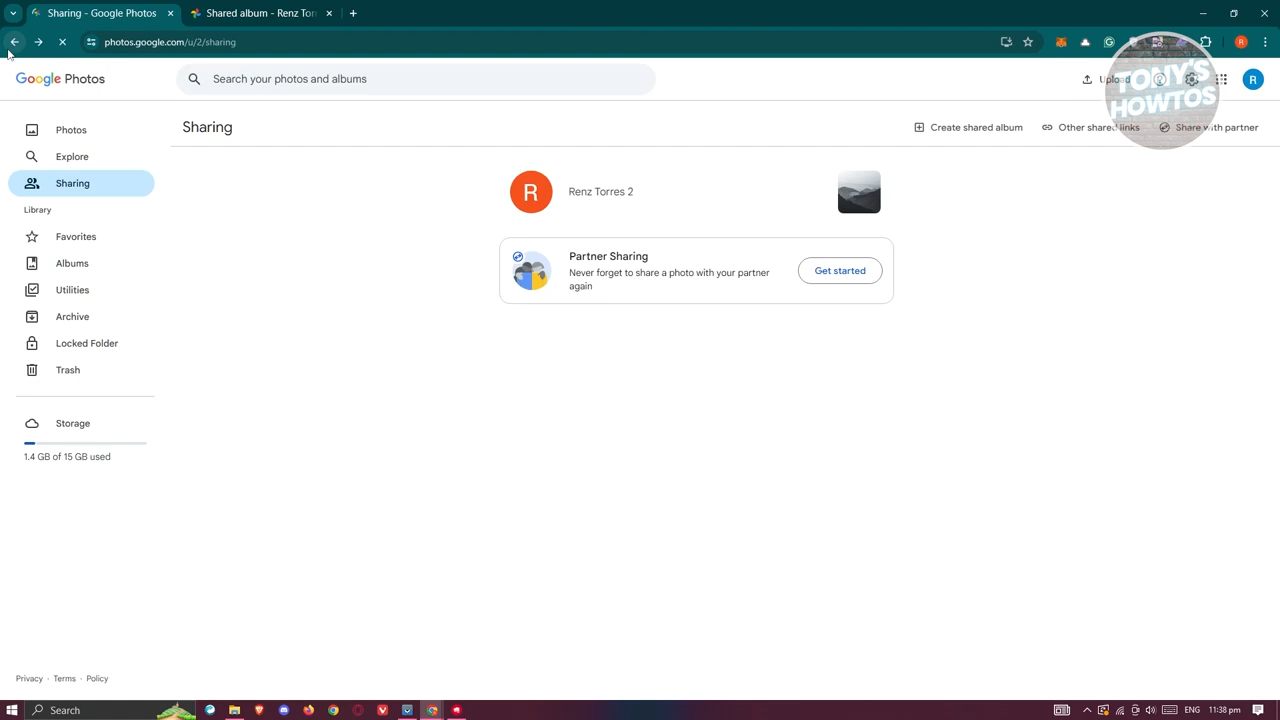 Sharing - Google Photos
Shared album - Renz Tor
photos.google.com/u/2/sharing
Google Photos
Search your photos and albums
Upload
R
TONY'S
HOWTOS
Photos
Explore
Sharing
Library
Favorites
Albums
Utilities
Archive
Locked Folder
Trash
Storage
1.4 GB of 15 GB used
Sharing
Create shared album
Other shared links
Share with partner
R
Renz Torres 2
Partner Sharing
Never forget to share a photo with your partner
again
Get started
Privacy · Terms · Policy
Search
ENG
11:38 pm